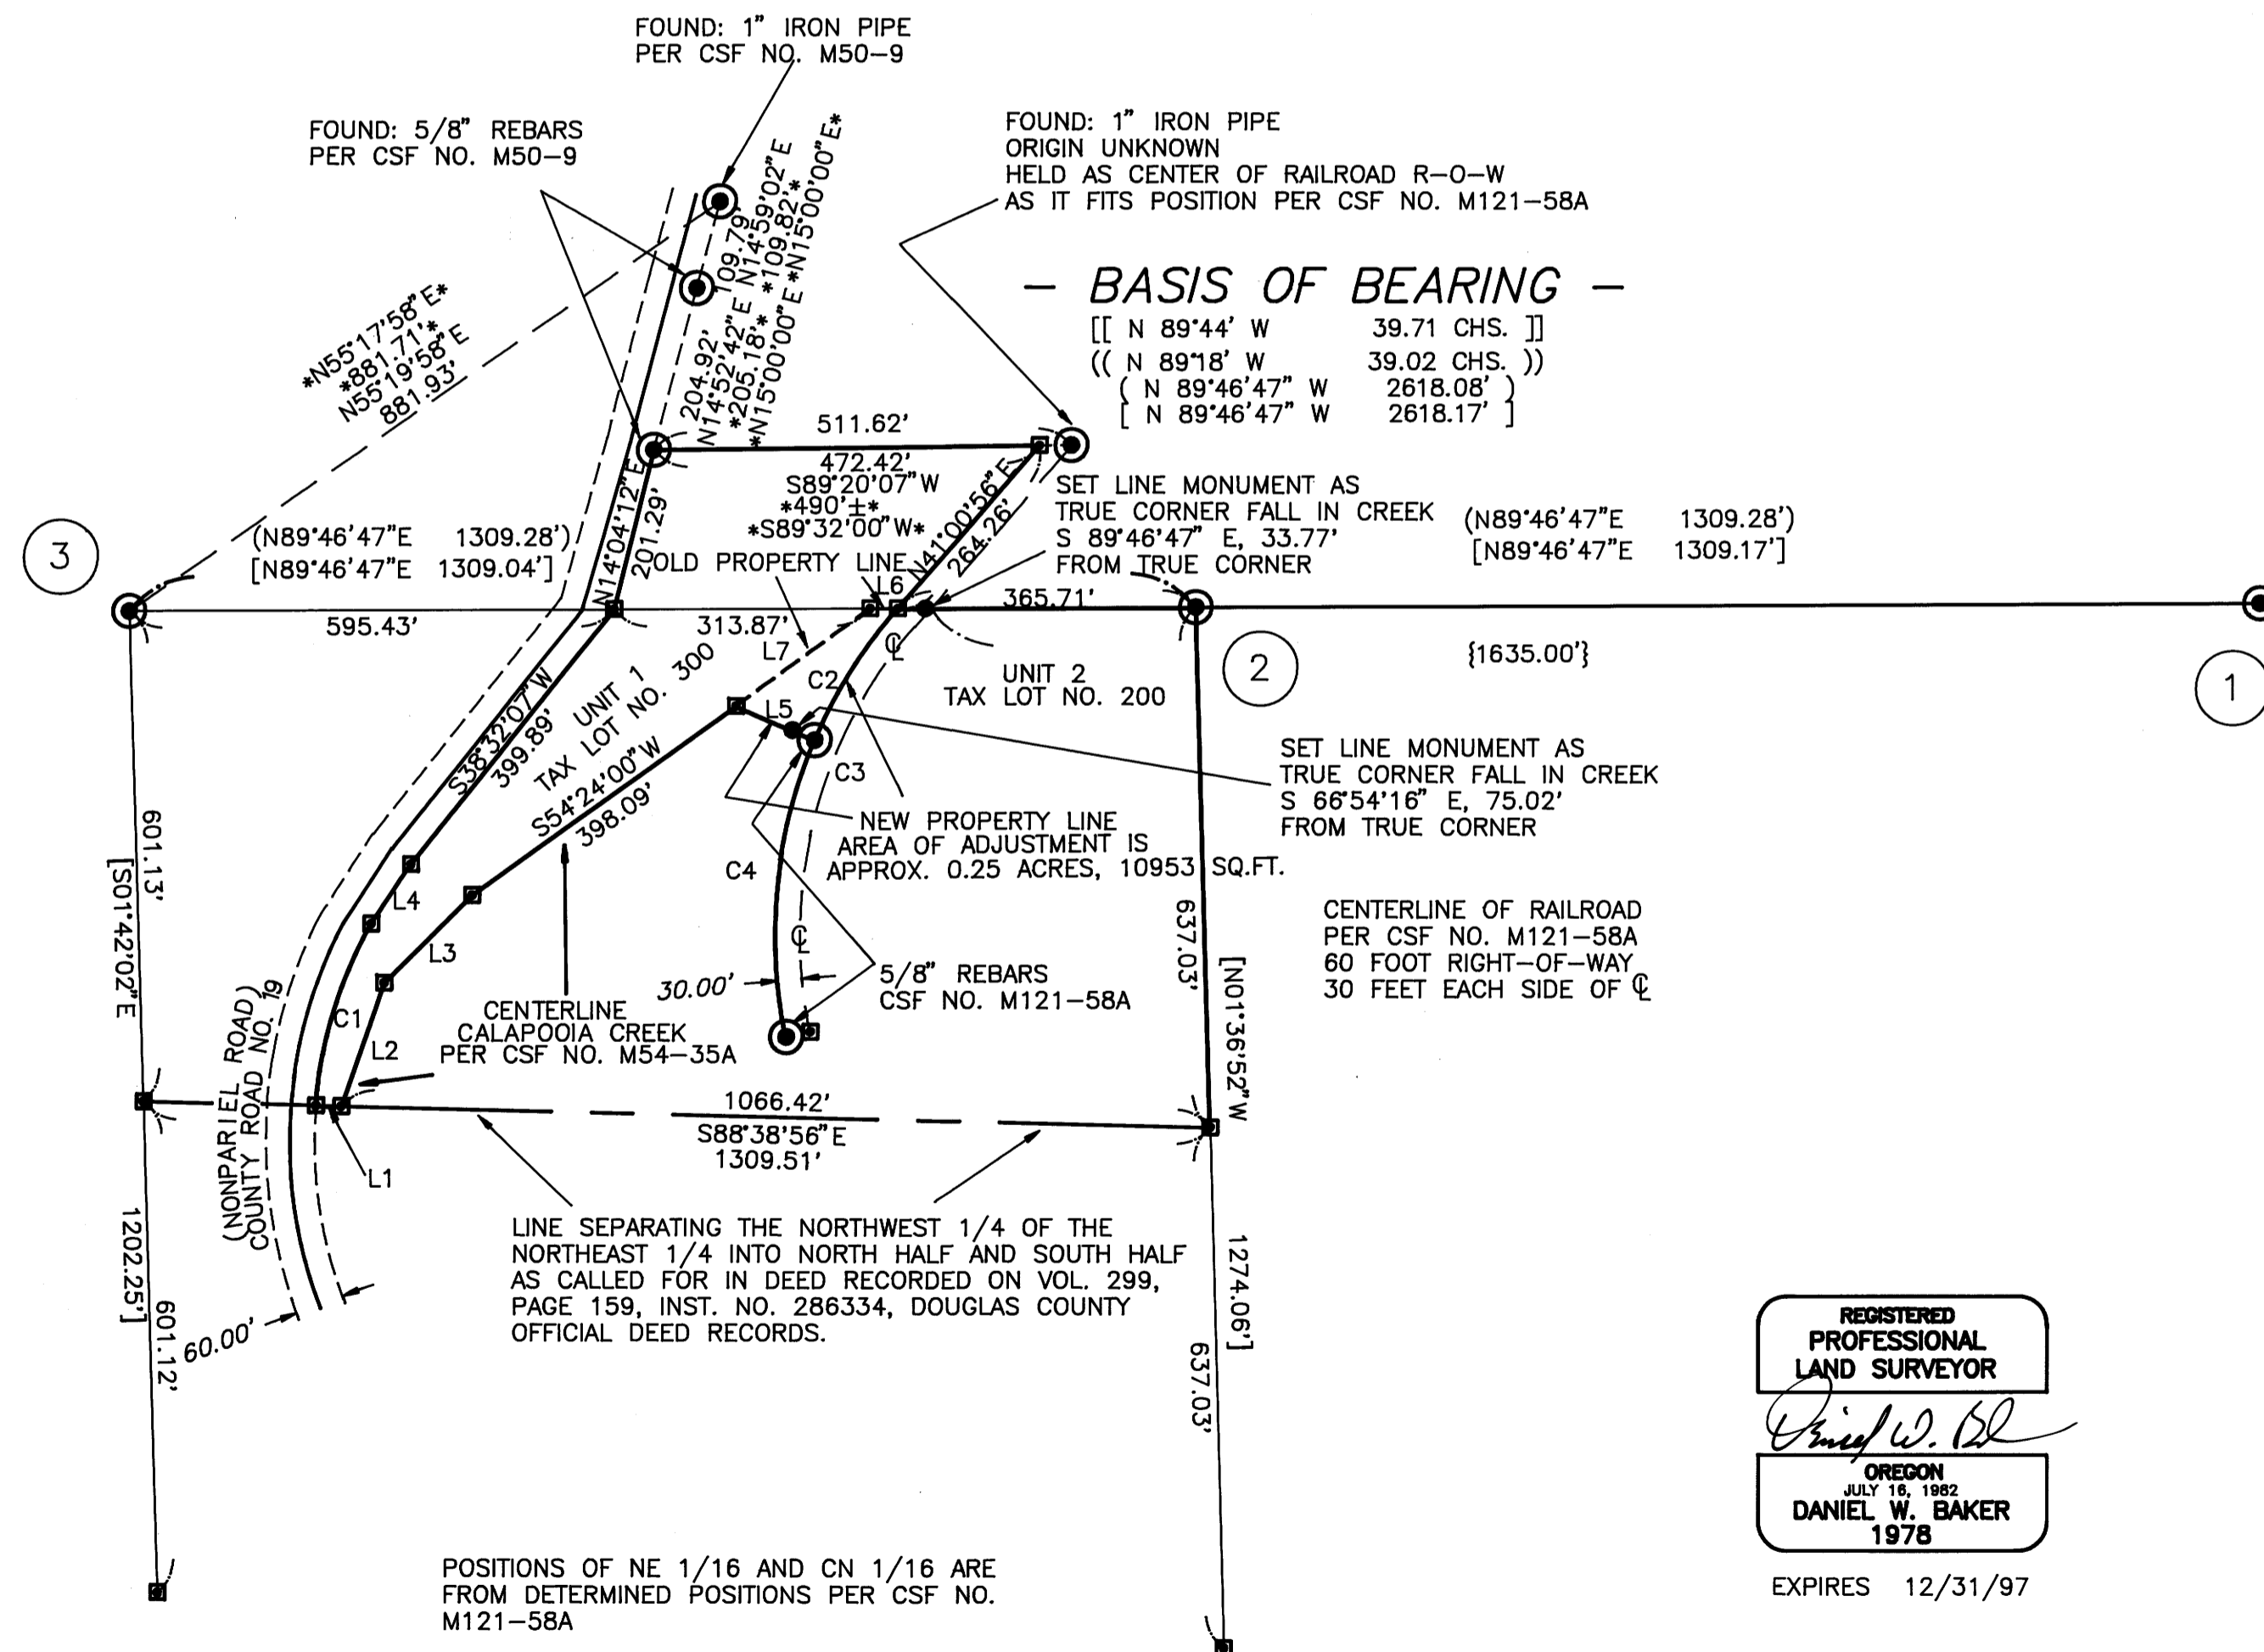 FOUND: 1" IRON PIPE
PER CSF NO. M50-9
FOUND: 5/8" REBARS
PER CSF NO. M50-9
FOUND: 1" IRON PIPE
ORIGIN UNKNOWN
HELD AS CENTER OF RAILROAD R-O-W
AS IT FITS POSITION PER CSF NO. M121-58A
- BASIS OF BEARING -
[[ N 89°44' W 39.71 CHS. ]]
(( N 89°18' W 39.02 CHS. ))
( N 89°46'47" W 2618.08' )
[ N 89°46'47" W 2618.17' ]
109.79'
N14°59'02"E
*109.82'*
*N15°00'00"E*
204.92'
N14°52'42"E
*205.18'*
*N15°00'00"E
*N55°17'58"E*
*881.71'*
N55°19'58"E
881.93'
511.62'
472.42'
S89°20'07"W
*490'±*
*S89°32'00"W*
N41°00'56"E
264.26'
SET LINE MONUMENT AS
TRUE CORNER FALL IN CREEK
S 89°46'47" E, 33.77'
FROM TRUE CORNER
(N89°46'47"E 1309.28')
[N89°46'47"E 1309.17']
3
(N89°46'47"E 1309.28')
[N89°46'47"E 1309.04']
N14°04'12"E
201.29'
OLD PROPERTY LINE
L6
365.71'
595.43'
313.87'
L7
℄
C2
UNIT 2
TAX LOT NO. 200
2
{1635.00'}
1
UNIT 1
TAX LOT NO. 300
S38°32'07"W
399.89'
S54°24'00"W
398.09'
L5
C3
SET LINE MONUMENT AS
TRUE CORNER FALL IN CREEK
S 66°54'16" E, 75.02'
FROM TRUE CORNER
NEW PROPERTY LINE
AREA OF ADJUSTMENT IS
APPROX. 0.25 ACRES, 10953 SQ.FT.
C4
601.13'
[S01°42'02"E
1202.25']
601.12'
L4
L3
C1
L2
L1
637.03'
[N01°36'52"W
1274.06']
637.03'
CENTERLINE OF RAILROAD
PER CSF NO. M121-58A
60 FOOT RIGHT-OF-WAY
30 FEET EACH SIDE OF ℄
℄
30.00'
5/8" REBARS
CSF NO. M121-58A
CENTERLINE
CALAPOOIA CREEK
PER CSF NO. M54-35A
(NONPARIEL ROAD)
COUNTY ROAD NO. 19
1066.42'
S88°38'56"E
1309.51'
60.00'
LINE SEPARATING THE NORTHWEST 1/4 OF THE
NORTHEAST 1/4 INTO NORTH HALF AND SOUTH HALF
AS CALLED FOR IN DEED RECORDED ON VOL. 299,
PAGE 159, INST. NO. 286334, DOUGLAS COUNTY
OFFICIAL DEED RECORDS.
POSITIONS OF NE 1/16 AND CN 1/16 ARE
FROM DETERMINED POSITIONS PER CSF NO.
M121-58A
REGISTERED
PROFESSIONAL
LAND SURVEYOR
OREGON
JULY 16, 1982
DANIEL W. BAKER
1978
EXPIRES 12/31/97